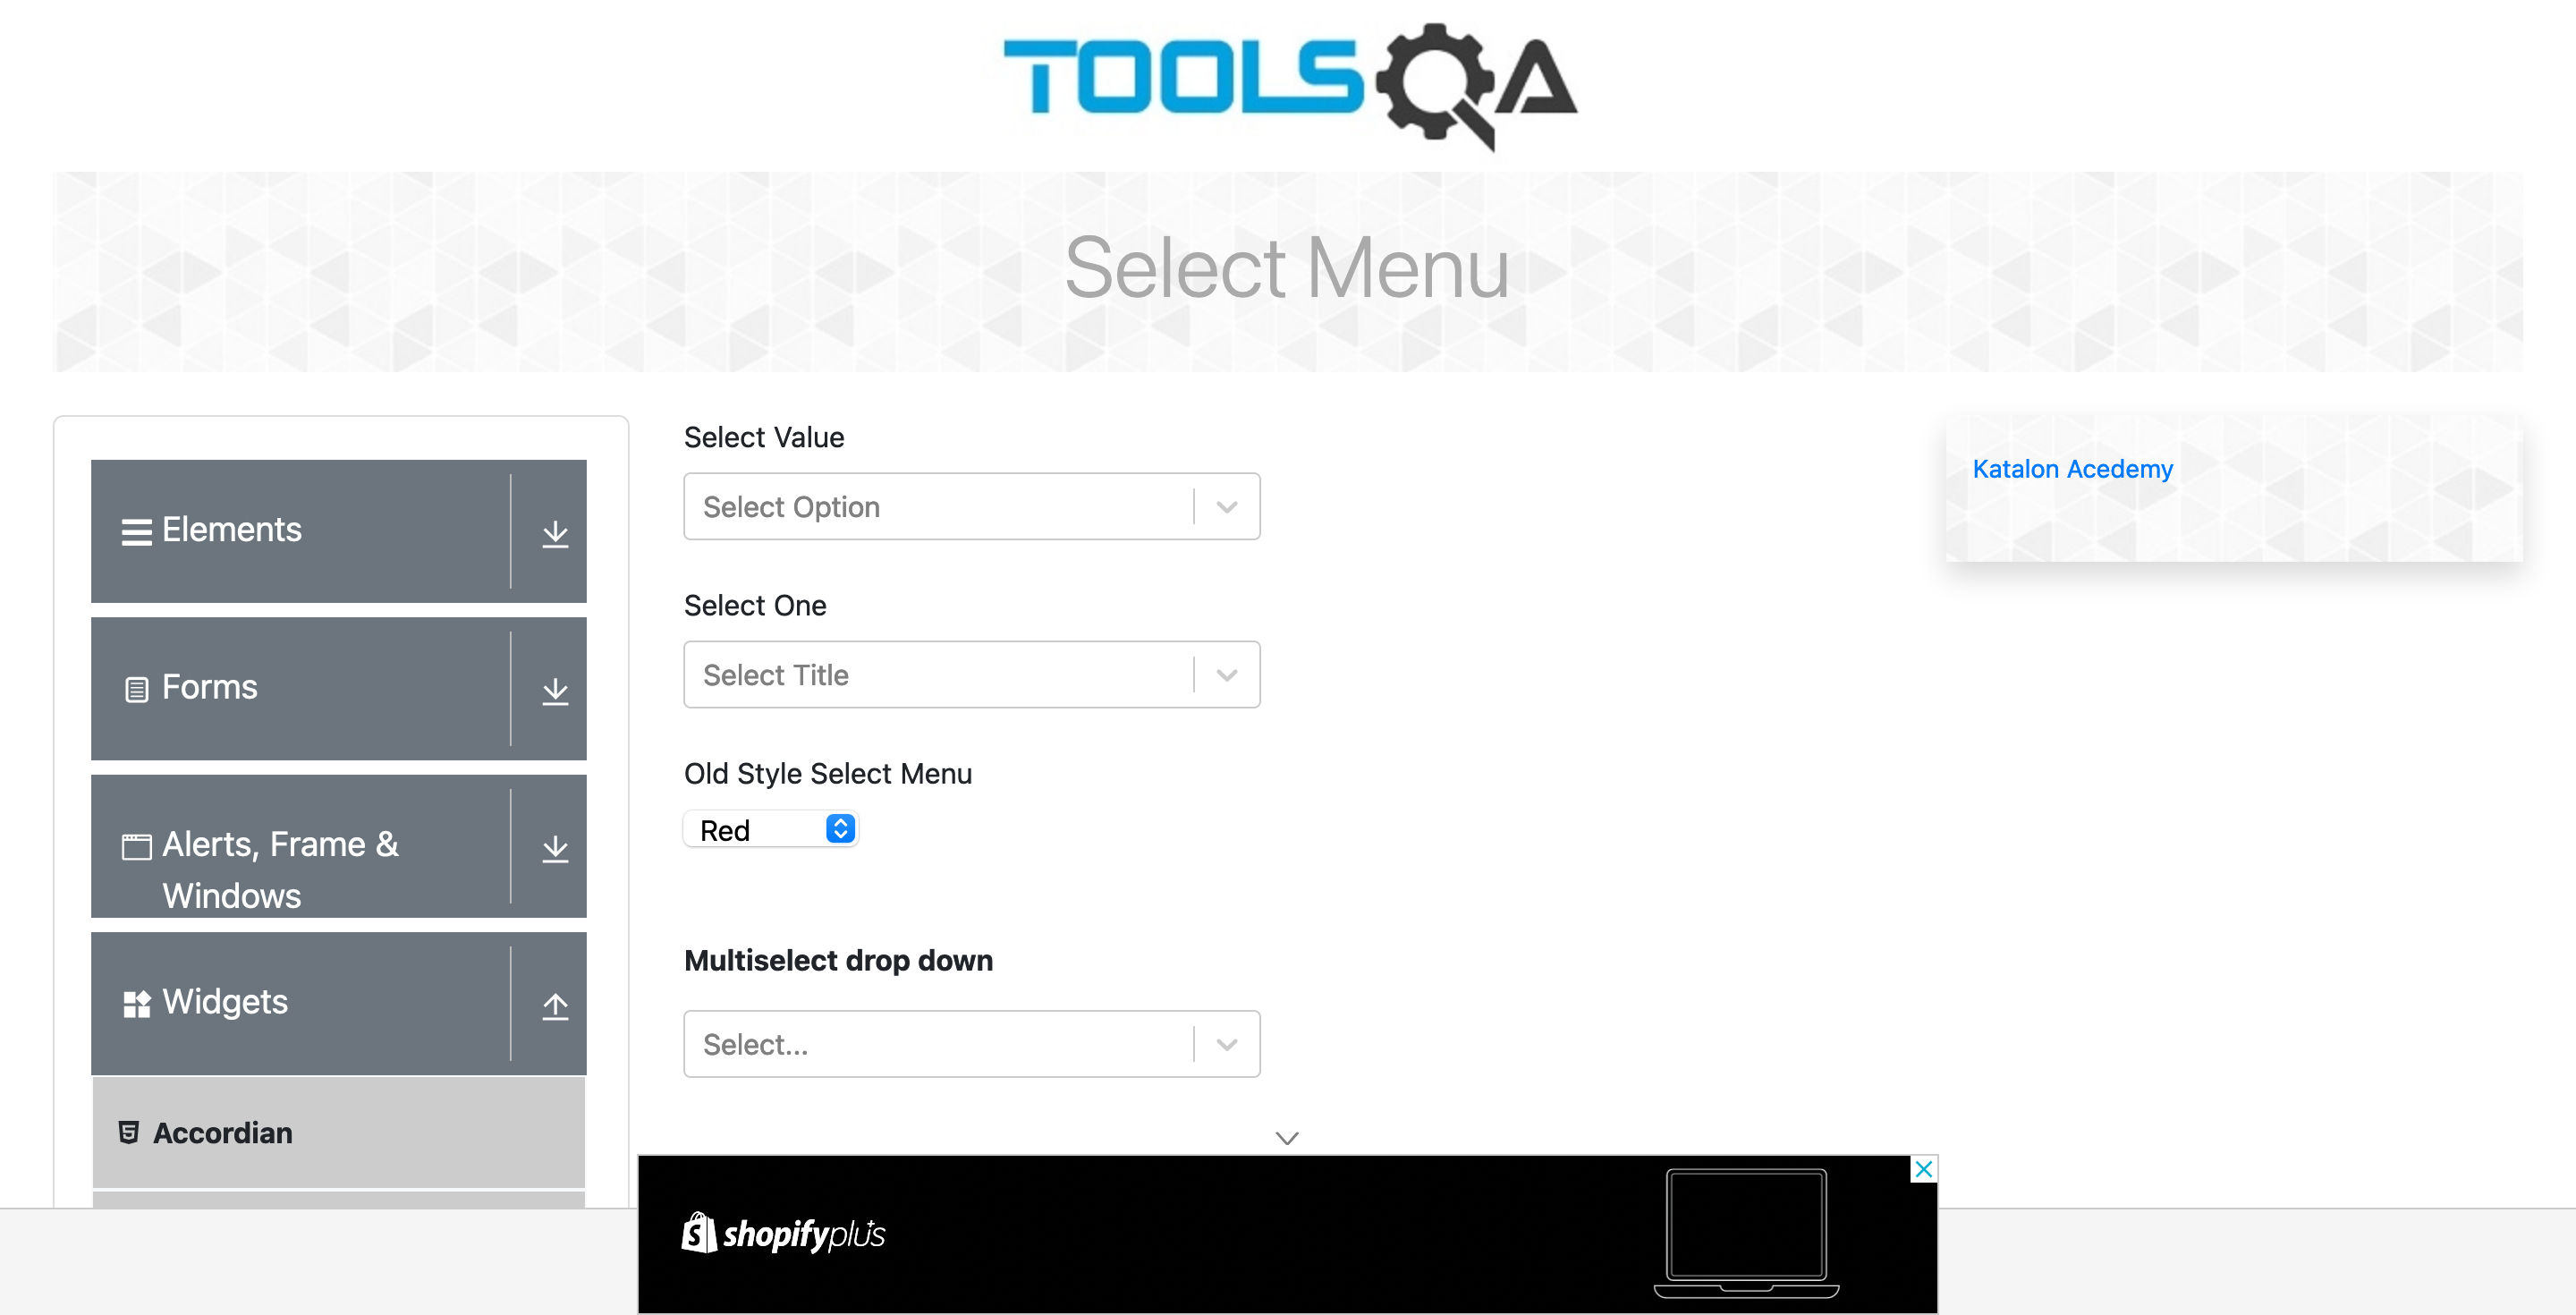 TOOLSQA
Select Menu
Elements
Forms
Alerts, Frame &
Windows
Widgets
Accordian
Select Value
Select Option
Select One
Select Title
Old Style Select Menu
Red
Multiselect drop down
Select...
Katalon Acedemy
shopifyplus